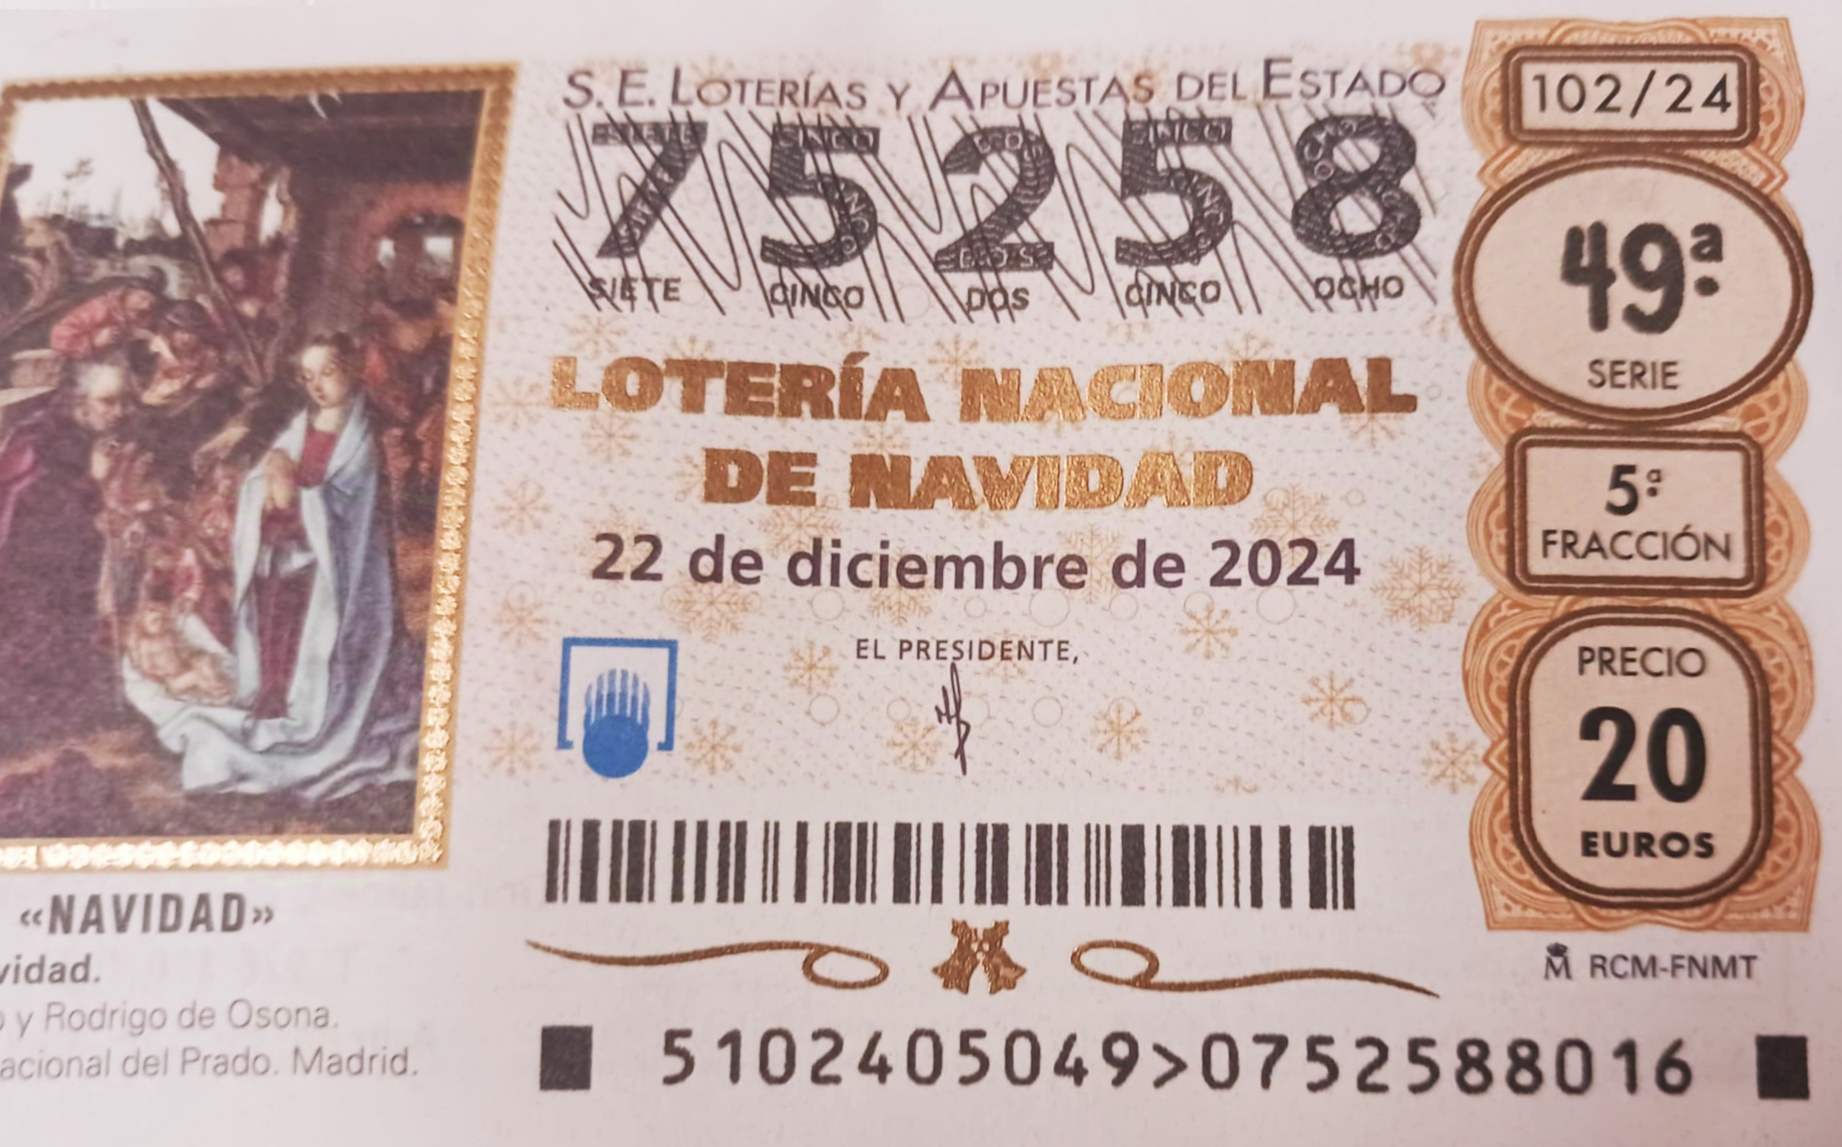 S. E. LOTERÍAS Y APUESTAS DEL ESTADO
75258
SIETE CINCO DOS CINCO OCHO
LOTERÍA NACIONAL
DE NAVIDAD
22 de diciembre de 2024
EL PRESIDENTE,
102/24
49ª
SERIE
5ª
FRACCIÓN
PRECIO
20
EUROS
RCM-FNMT
«NAVIDAD»
vidad.
y Rodrigo de Osona.
acional del Prado. Madrid.
5102405049>0752588016